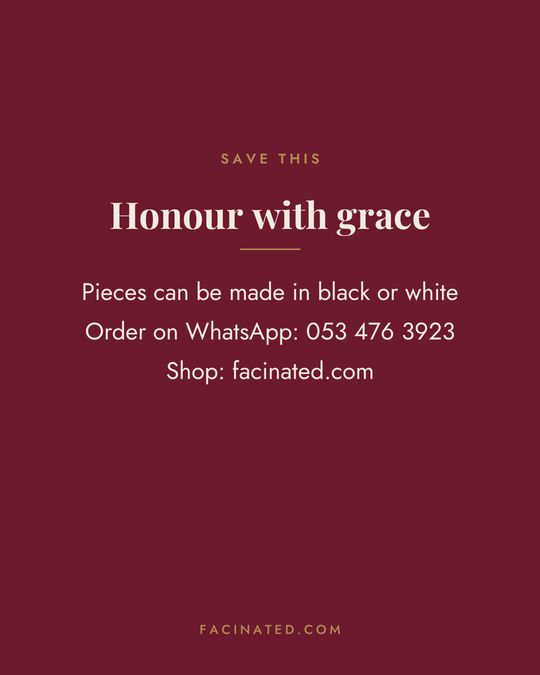 SAVE THIS
Honour with grace
Pieces can be made in black or white
Order on WhatsApp: 053 476 3923
Shop: facinated.com
FACINATED.COM